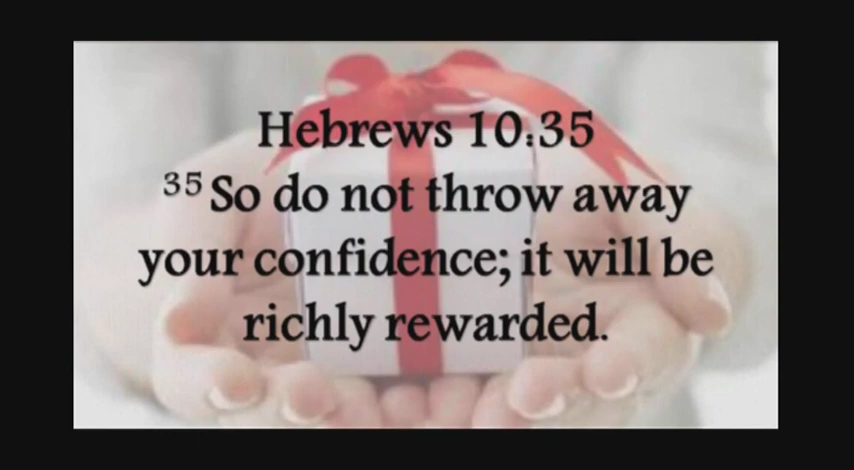 Hebrews 10:35
35 So do not throw away
your confidence; it will be
richly rewarded.